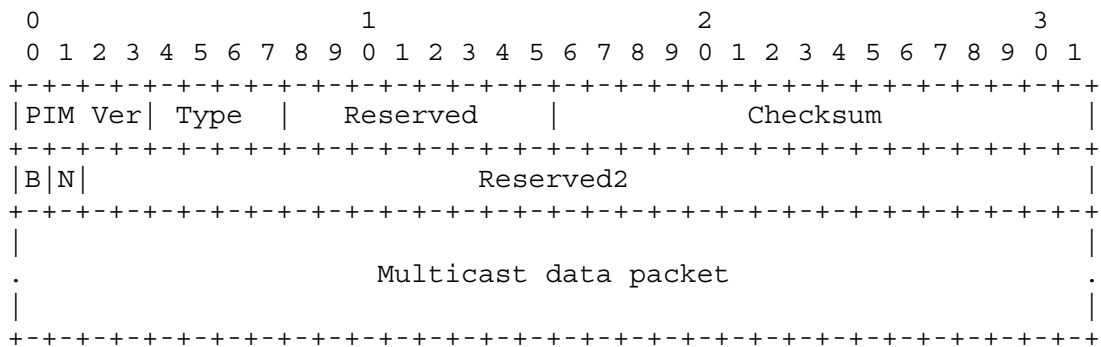 0                   1                   2                   3
 0 1 2 3 4 5 6 7 8 9 0 1 2 3 4 5 6 7 8 9 0 1 2 3 4 5 6 7 8 9 0 1
+-+-+-+-+-+-+-+-+-+-+-+-+-+-+-+-+-+-+-+-+-+-+-+-+-+-+-+-+-+-+-+-+
|PIM Ver| Type  |   Reserved    |           Checksum            |
+-+-+-+-+-+-+-+-+-+-+-+-+-+-+-+-+-+-+-+-+-+-+-+-+-+-+-+-+-+-+-+-+
|B|N|                       Reserved2                           |
+-+-+-+-+-+-+-+-+-+-+-+-+-+-+-+-+-+-+-+-+-+-+-+-+-+-+-+-+-+-+-+-+
|                                                               |
.                     Multicast data packet                     .
|                                                               |
+-+-+-+-+-+-+-+-+-+-+-+-+-+-+-+-+-+-+-+-+-+-+-+-+-+-+-+-+-+-+-+-+